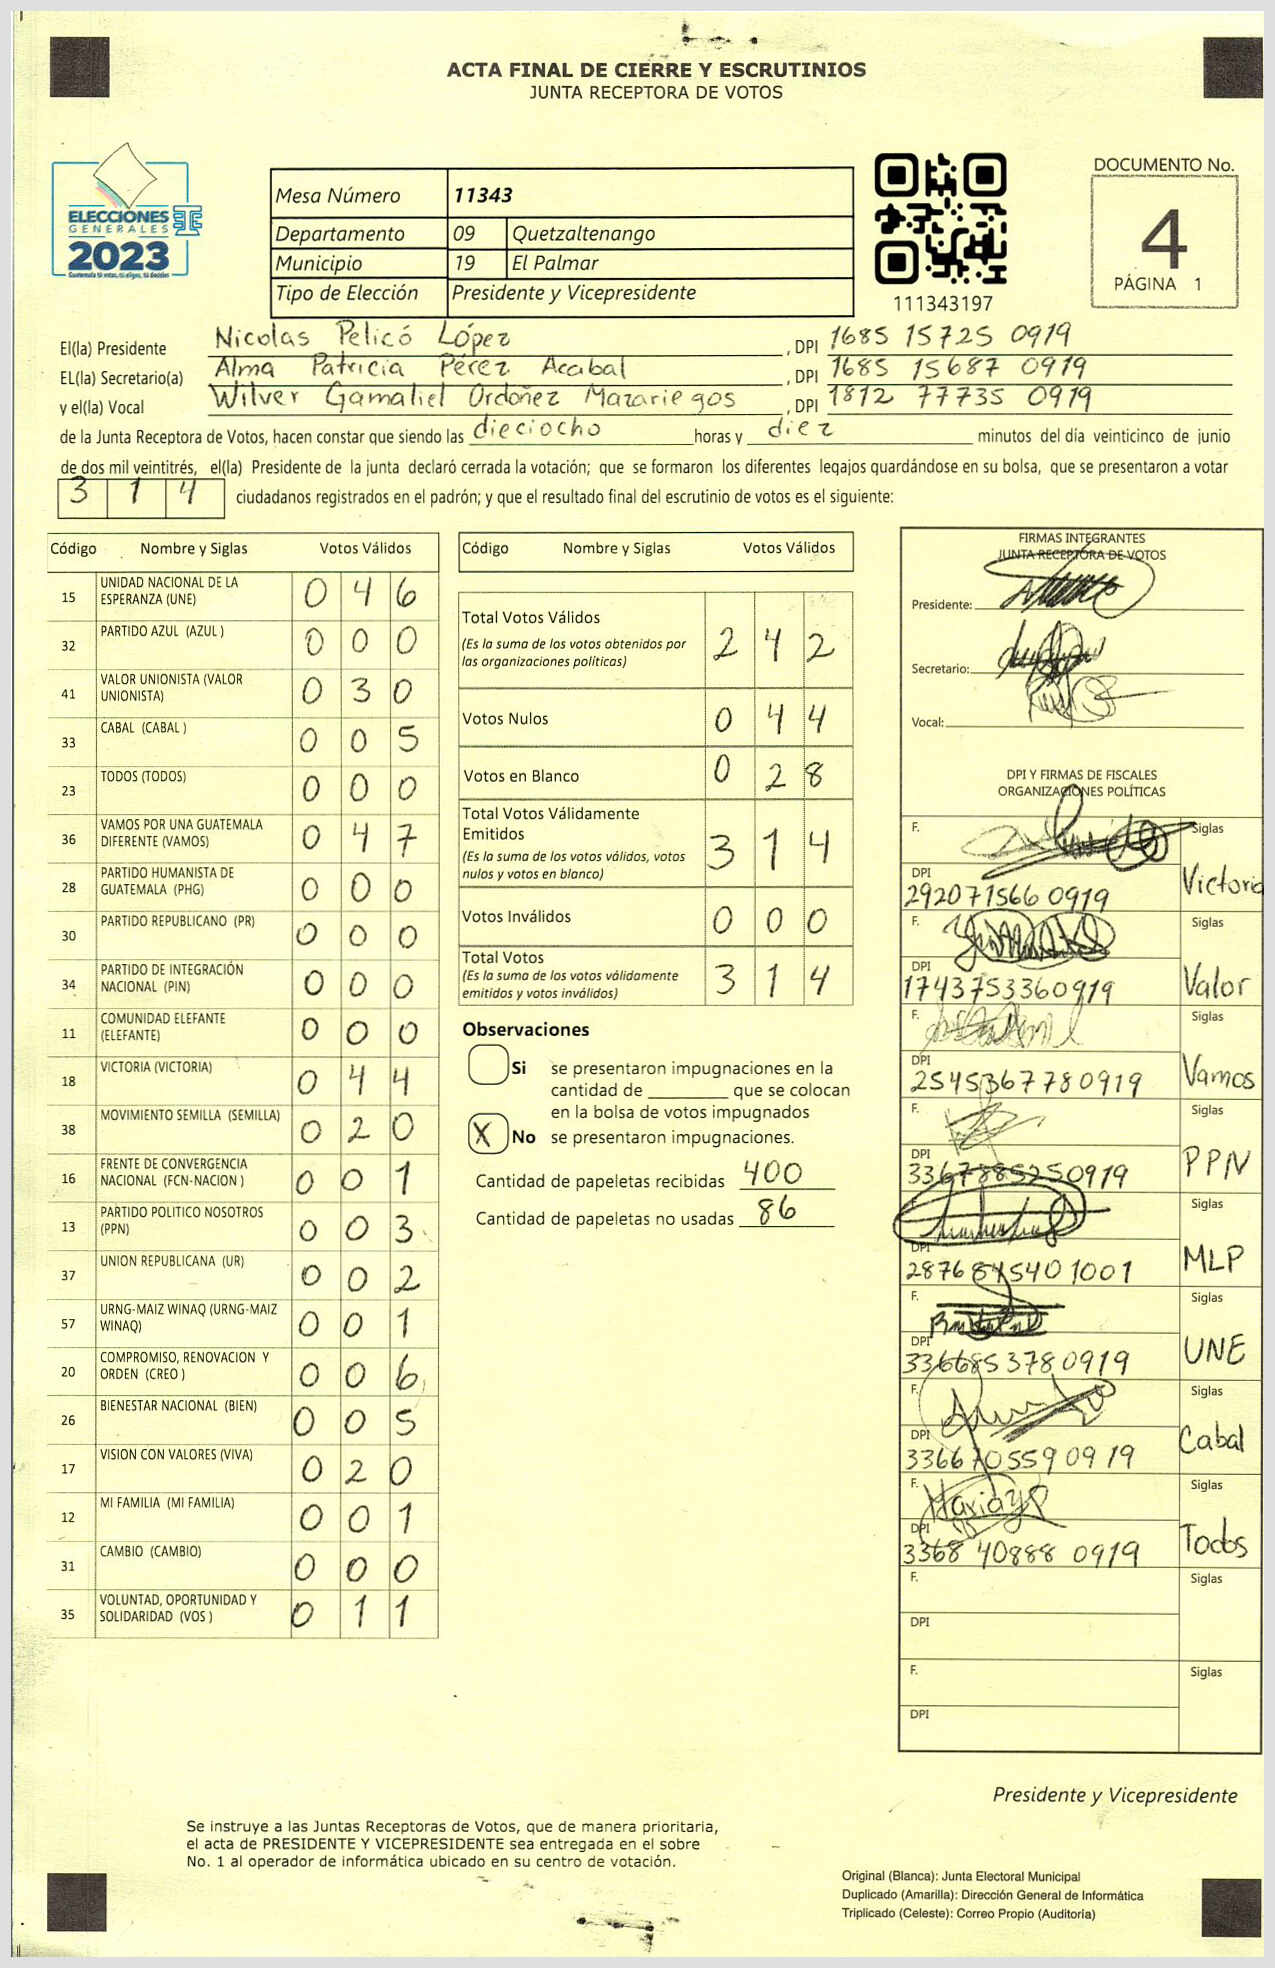 ACTA FINAL DE CIERRE Y ESCRUTINIOS
JUNTA RECEPTORA DE VOTOS
ELECCIONES
GENERALES
2023
Guatemala tú votas, tú eliges, tú decides
Mesa Número 11343
Departamento 09 Quetzaltenango
Municipio 19 El Palmar
Tipo de Elección Presidente y Vicepresidente
111343197
DOCUMENTO No.
4
PÁGINA 1
El(la) Presidente Nicolas Pelicó López , DPI 1685 15725 0919
EL(la) Secretario(a) Alma Patricia Pérez Acabal , DPI 1685 15687 0919
y el(la) Vocal Wilver Gamaliel Ordoñez Mazariegos , DPI 1812 77735 0919
de la Junta Receptora de Votos, hacen constar que siendo las dieciocho horas y diez minutos del día veinticinco de junio
de dos mil veintitrés, el(la) Presidente de la junta declaró cerrada la votación; que se formaron los diferentes legajos guardándose en su bolsa, que se presentaron a votar
3 1 4 ciudadanos registrados en el padrón; y que el resultado final del escrutinio de votos es el siguiente:
Código Nombre y Siglas Votos Válidos
15 UNIDAD NACIONAL DE LA ESPERANZA (UNE) 0 4 6
32 PARTIDO AZUL (AZUL ) 0 0 0
41 VALOR UNIONISTA (VALOR UNIONISTA) 0 3 0
33 CABAL (CABAL ) 0 0 5
23 TODOS (TODOS) 0 0 0
36 VAMOS POR UNA GUATEMALA DIFERENTE (VAMOS) 0 4 7
28 PARTIDO HUMANISTA DE GUATEMALA (PHG) 0 0 0
30 PARTIDO REPUBLICANO (PR) 0 0 0
34 PARTIDO DE INTEGRACIÓN NACIONAL (PIN) 0 0 0
11 COMUNIDAD ELEFANTE (ELEFANTE) 0 0 0
18 VICTORIA (VICTORIA) 0 4 4
38 MOVIMIENTO SEMILLA (SEMILLA) 0 2 0
16 FRENTE DE CONVERGENCIA NACIONAL (FCN-NACION ) 0 0 1
13 PARTIDO POLITICO NOSOTROS (PPN) 0 0 3
37 UNION REPUBLICANA (UR) 0 0 2
57 URNG-MAIZ WINAQ (URNG-MAIZ WINAQ) 0 0 1
20 COMPROMISO, RENOVACION Y ORDEN (CREO ) 0 0 6
26 BIENESTAR NACIONAL (BIEN) 0 0 5
17 VISION CON VALORES (VIVA) 0 2 0
12 MI FAMILIA (MI FAMILIA) 0 0 1
31 CAMBIO (CAMBIO) 0 0 0
35 VOLUNTAD, OPORTUNIDAD Y SOLIDARIDAD (VOS ) 0 1 1
Código Nombre y Siglas Votos Válidos
Total Votos Válidos 2 4 2
(Es la suma de los votos obtenidos por
las organizaciones políticas)
Votos Nulos 0 4 4
Votos en Blanco 0 2 8
Total Votos Válidamente
Emitidos 3 1 4
(Es la suma de los votos válidos, votos
nulos y votos en blanco)
Votos Inválidos 0 0 0
Total Votos 3 1 4
(Es la suma de los votos válidamente
emitidos y votos inválidos)
Observaciones
Si se presentaron impugnaciones en la
cantidad de ________ que se colocan
en la bolsa de votos impugnados
X No se presentaron impugnaciones.
Cantidad de papeletas recibidas 400
Cantidad de papeletas no usadas 86
FIRMAS INTEGRANTES
JUNTA RECEPTORA DE VOTOS
Presidente:
Secretario:
Vocal:
DPI Y FIRMAS DE FISCALES
ORGANIZACIONES POLÍTICAS
F. Siglas
DPI 292071566 0919 Victoria
F. Siglas
DPI 1743753360919 Valor
F. Siglas
DPI 2545367780919 Vamos
F. Siglas
DPI 3367885250919 PPN
F. Siglas
DPI 287684540 1001 MLP
F. Siglas
DPI 3366853780919 UNE
F. Siglas
DPI 336670559 0919 Cabal
F. Siglas
DPI 3368 40888 0919 Todos
F. Siglas
DPI
F. Siglas
DPI
Presidente y Vicepresidente
Se instruye a las Juntas Receptoras de Votos, que de manera prioritaria,
el acta de PRESIDENTE Y VICEPRESIDENTE sea entregada en el sobre
No. 1 al operador de informática ubicado en su centro de votación.
Original (Blanca): Junta Electoral Municipal
Duplicado (Amarilla): Dirección General de Informática
Triplicado (Celeste): Correo Propio (Auditoría)